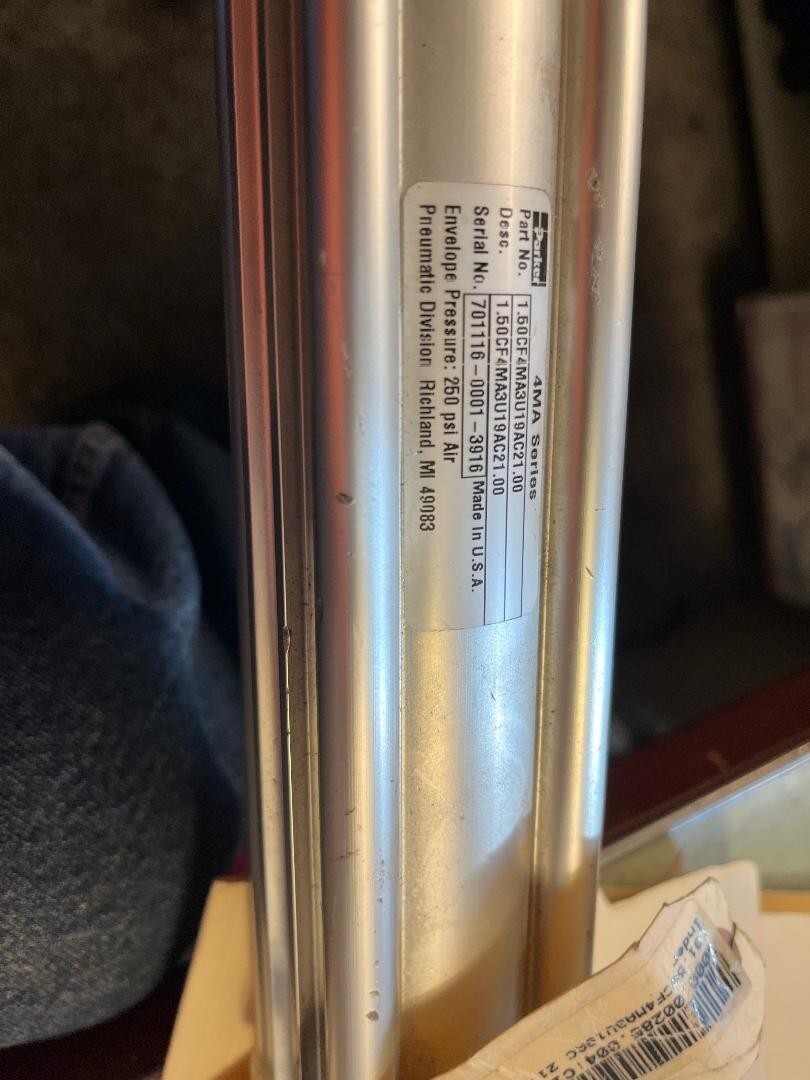 Parker
4MA Series
Part No. 1.50CF4MA3U19AC21.00
Desc. 1.50CF4MA3U19AC21.00
Serial No. 701116-0001-3916 Made In U.S.A.
Envelope Pressure: 250 psi Air
Pneumatic Division Richland, MI 49083